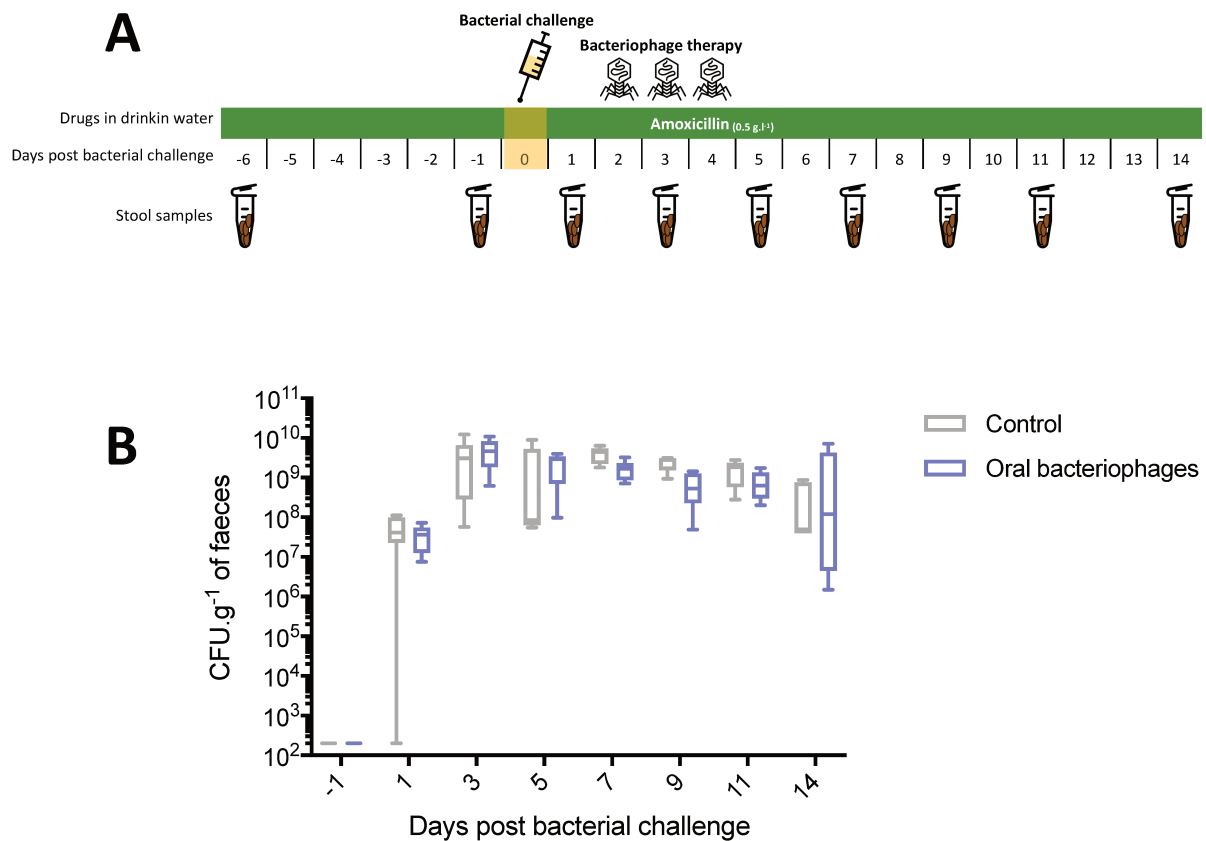 A
Bacterial challenge
Bacteriophage therapy
Drugs in drinkin water
Amoxicillin (0.5 g.l-1)
Days post bacterial challenge
-6 -5 -4 -3 -2 -1 0 1 2 3 4 5 6 7 8 9 10 11 12 13 14
Stool samples
B
10^11
10^10
10^9
10^8
10^7
10^6
10^5
10^4
10^3
10^2
CFU.g^-1 of faeces
-1 1 3 5 7 9 11 14
Days post bacterial challenge
Control
Oral bacteriophages